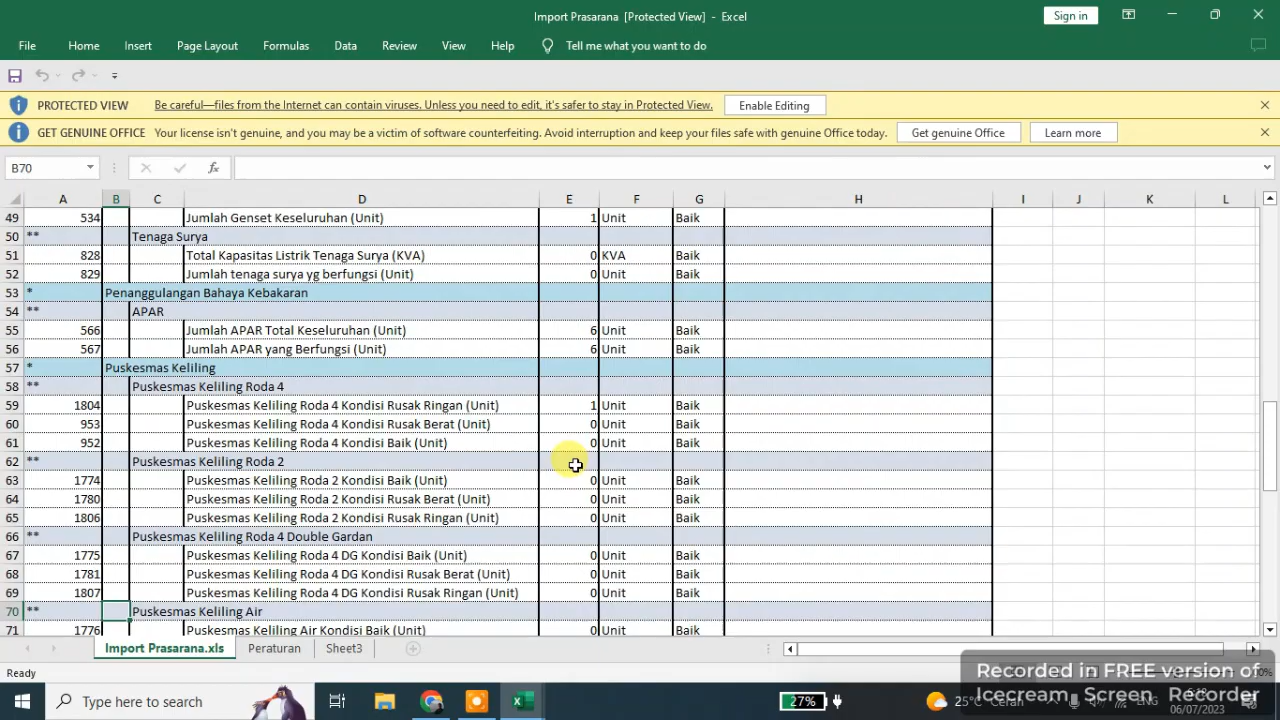 Import Prasarana [Protected View] - Excel
Sign in
File Home Insert Page Layout Formulas Data Review View Help Tell me what you want to do
PROTECTED VIEW Be careful—files from the Internet can contain viruses. Unless you need to edit, it's safer to stay in Protected View. Enable Editing
GET GENUINE OFFICE Your license isn't genuine, and you may be a victim of software counterfeiting. Avoid interruption and keep your files safe with genuine Office today. Get genuine Office Learn more
B70 fx
A B C D E F G H I J K L
49 534 Jumlah Genset Keseluruhan (Unit) 1 Unit Baik
50 ** Tenaga Surya
51 828 Total Kapasitas Listrik Tenaga Surya (KVA) 0 KVA Baik
52 829 Jumlah tenaga surya yg berfungsi (Unit) 0 Unit Baik
53 * Penanggulangan Bahaya Kebakaran
54 ** APAR
55 566 Jumlah APAR Total Keseluruhan (Unit) 6 Unit Baik
56 567 Jumlah APAR yang Berfungsi (Unit) 6 Unit Baik
57 * Puskesmas Keliling
58 ** Puskesmas Keliling Roda 4
59 1804 Puskesmas Keliling Roda 4 Kondisi Rusak Ringan (Unit) 1 Unit Baik
60 953 Puskesmas Keliling Roda 4 Kondisi Rusak Berat (Unit) 0 Unit Baik
61 952 Puskesmas Keliling Roda 4 Kondisi Baik (Unit) 0 Unit Baik
62 ** Puskesmas Keliling Roda 2
63 1774 Puskesmas Keliling Roda 2 Kondisi Baik (Unit) 0 Unit Baik
64 1780 Puskesmas Keliling Roda 2 Kondisi Rusak Berat (Unit) 0 Unit Baik
65 1806 Puskesmas Keliling Roda 2 Kondisi Rusak Ringan (Unit) 0 Unit Baik
66 ** Puskesmas Keliling Roda 4 Double Gardan
67 1775 Puskesmas Keliling Roda 4 DG Kondisi Baik (Unit) 0 Unit Baik
68 1781 Puskesmas Keliling Roda 4 DG Kondisi Rusak Berat (Unit) 0 Unit Baik
69 1807 Puskesmas Keliling Roda 4 DG Kondisi Rusak Ringan (Unit) 0 Unit Baik
70 ** Puskesmas Keliling Air
71 1776 Puskesmas Keliling Air Kondisi Baik (Unit) 0 Unit Baik
Import Prasarana.xls Peraturan Sheet3
Ready
Recorded in FREE version of
Icecream Screen Recorder
Type here to search 27% 25°C Cerah ENG
06/07/2023